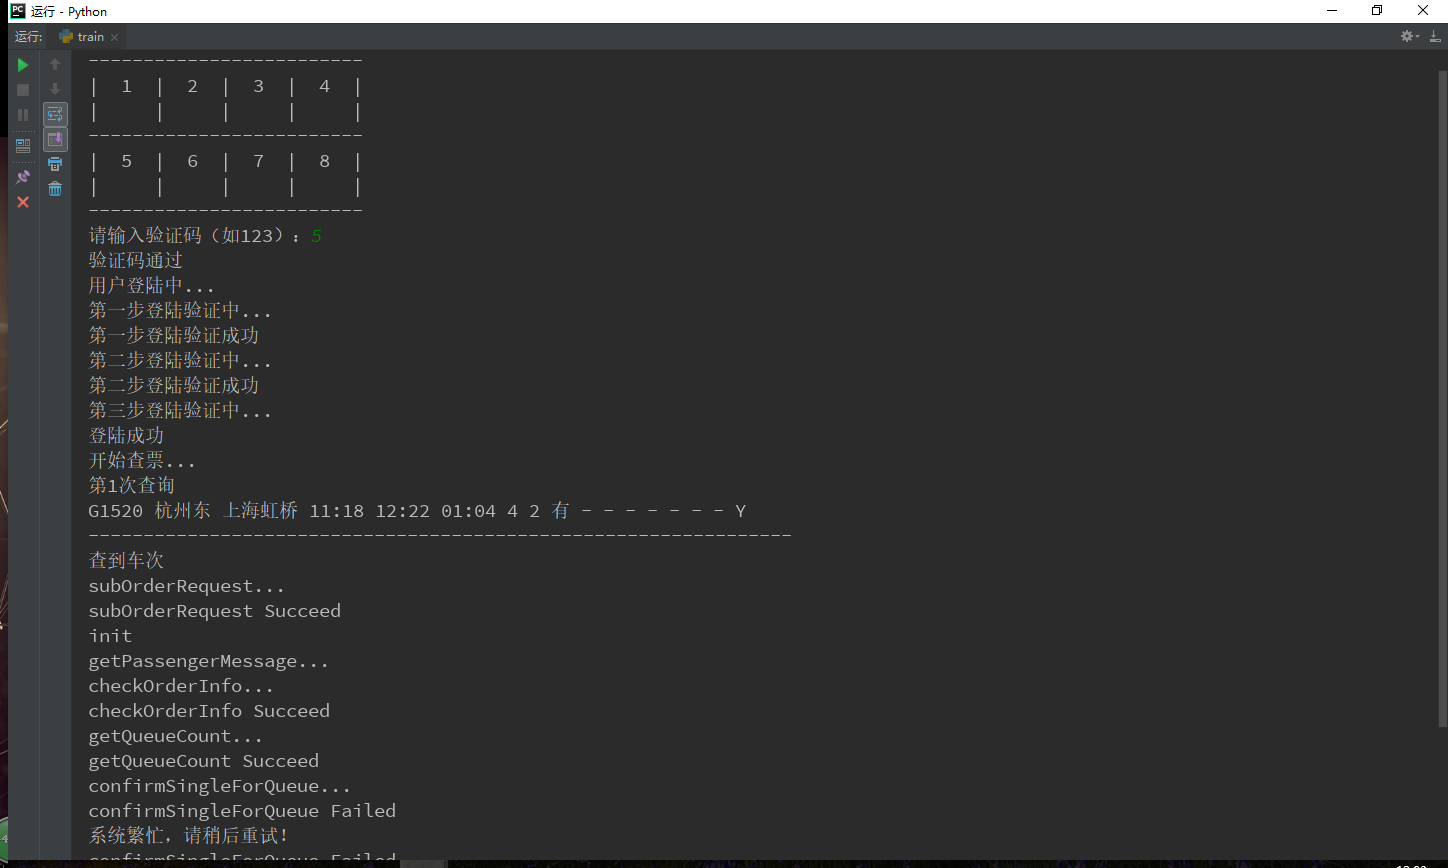 运行 - Python
运行: train
-------------------------
| 1 | 2 | 3 | 4 |
| | | | |
-------------------------
| 5 | 6 | 7 | 8 |
| | | | |
-------------------------
请输入验证码（如123）：5
验证码通过
用户登陆中...
第一步登陆验证中...
第一步登陆验证成功
第二步登陆验证中...
第二步登陆验证成功
第三步登陆验证中...
登陆成功
开始查票...
第1次查询
G1520 杭州东 上海虹桥 11:18 12:22 01:04 4 2 有 - - - - - - - Y
----------------------------------------------------------------
查到车次
subOrderRequest...
subOrderRequest Succeed
init
getPassengerMessage...
checkOrderInfo...
checkOrderInfo Succeed
getQueueCount...
getQueueCount Succeed
confirmSingleForQueue...
confirmSingleForQueue Failed
系统繁忙，请稍后重试！
confirmSingleForQueue Failed